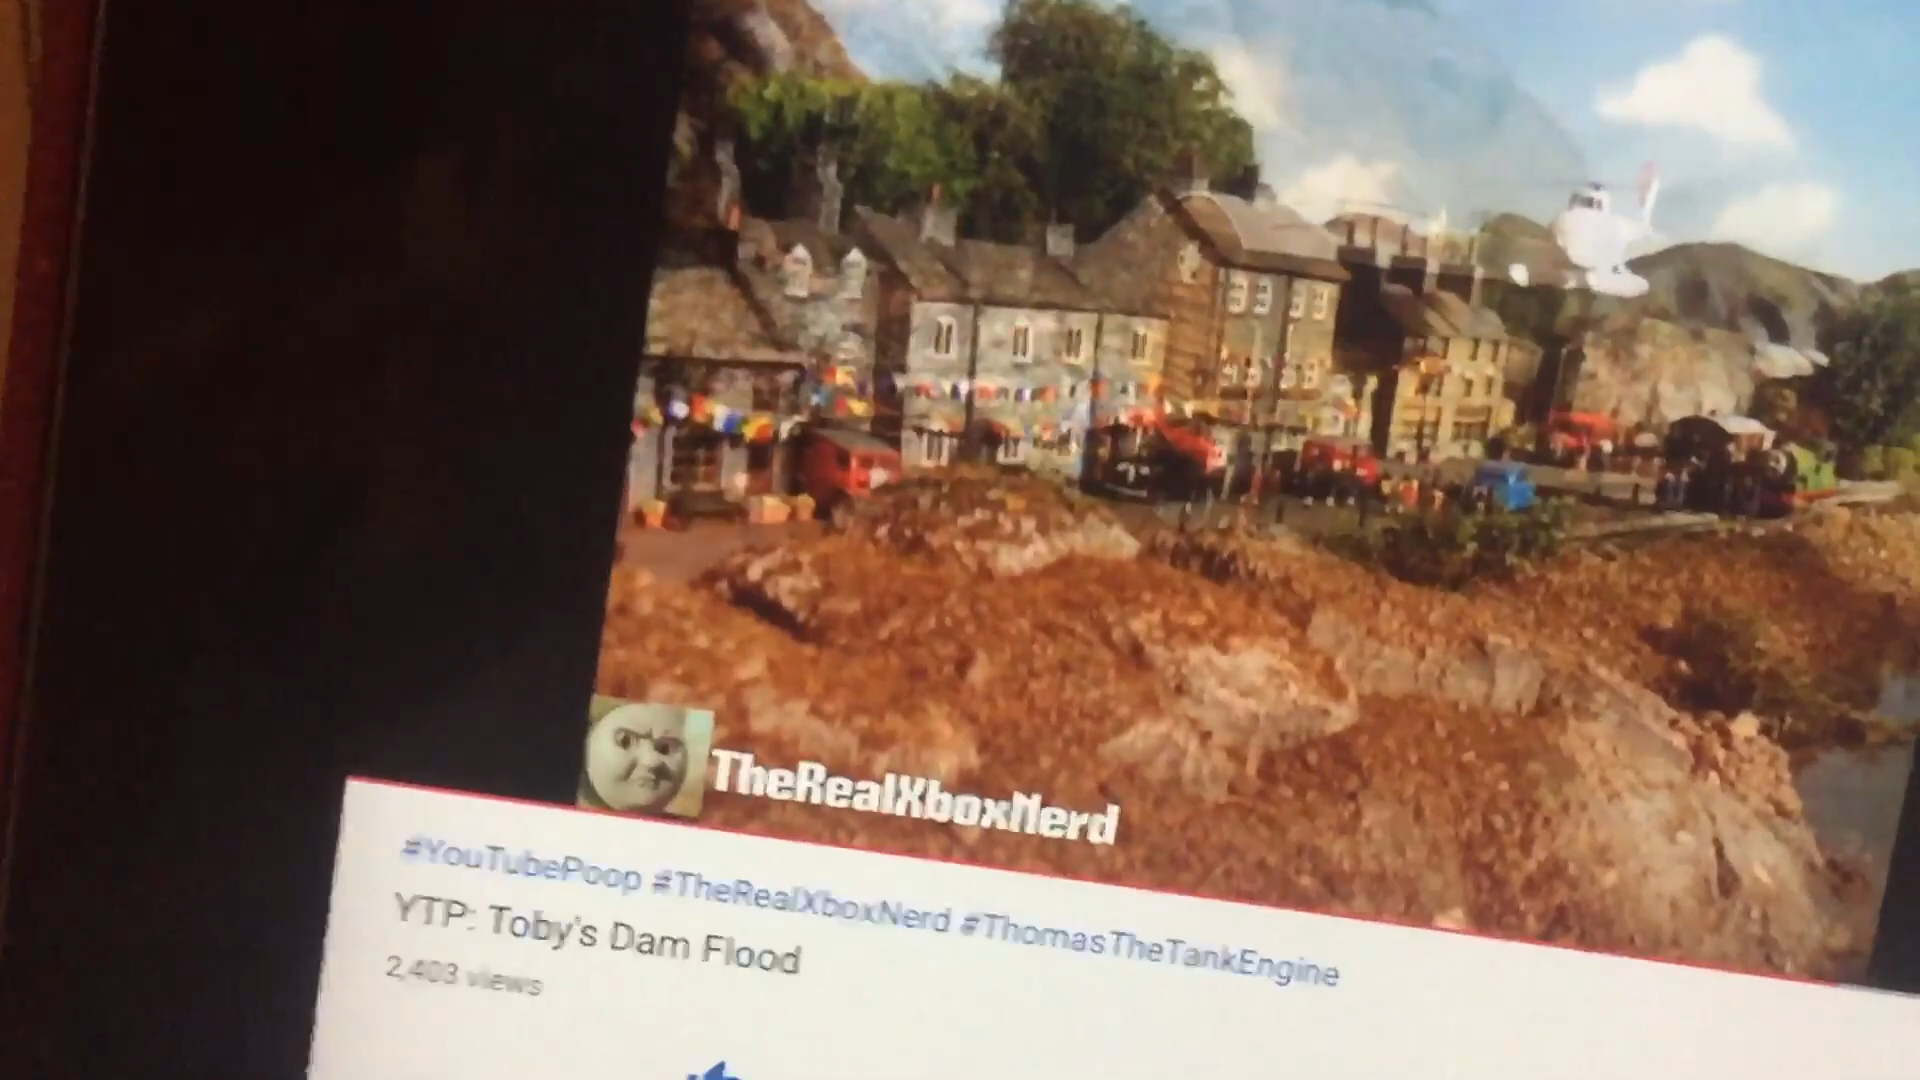 TheRealXboxNerd
#YouTubePoop #TheRealXboxNerd #ThomasTheTankEngine
YTP: Toby's Dam Flood
2,403 views